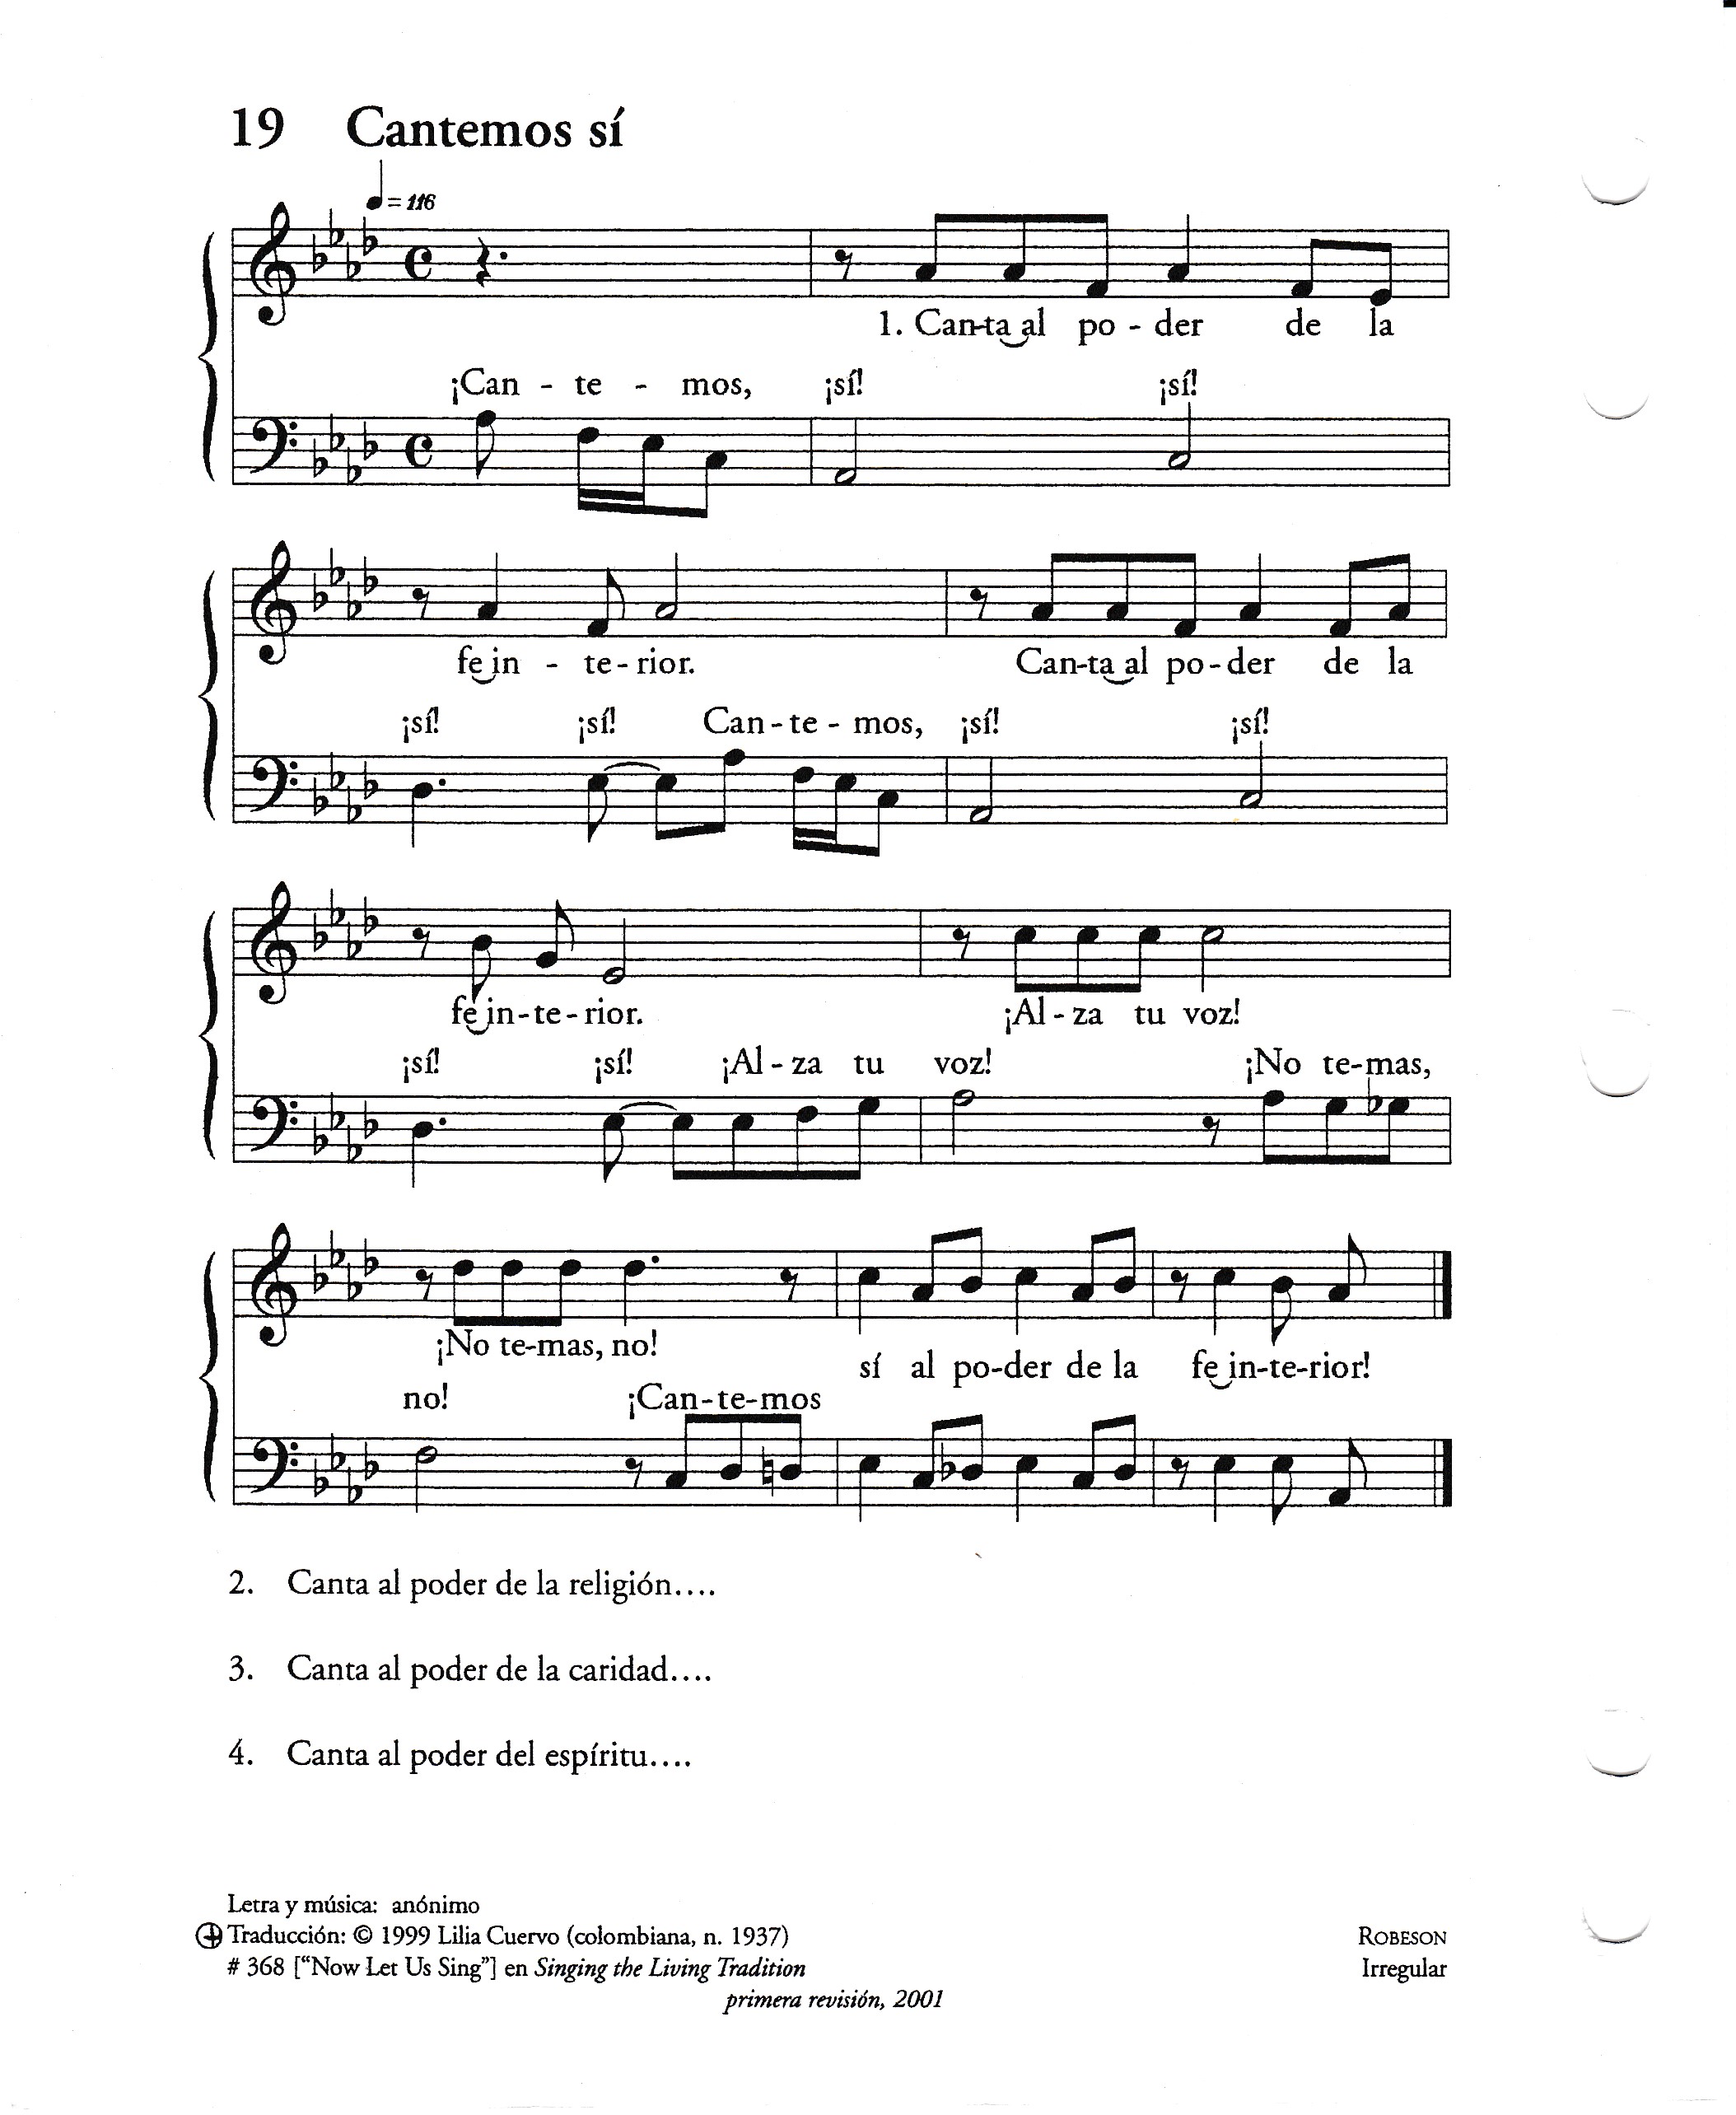 19 Cantemos sí
= 116
1. Can-ta al po - der de la
¡Can - te - mos, ¡sí! ¡sí!
fe in - te - rior. Can-ta al po - der de la
¡sí! ¡sí! Can - te - mos, ¡sí! ¡sí!
fe in - te - rior. ¡Al - za tu voz!
¡sí! ¡sí! ¡Al - za tu voz! ¡No te-mas,
¡No te-mas, no!
sí al po-der de la fe in-te-rior!
no! ¡Can-te-mos
2. Canta al poder de la religión....
3. Canta al poder de la caridad....
4. Canta al poder del espíritu....
Letra y música: anónimo
Traducción: © 1999 Lilia Cuervo (colombiana, n. 1937) ROBESON
# 368 [“Now Let Us Sing”] en Singing the Living Tradition Irregular
primera revisión, 2001